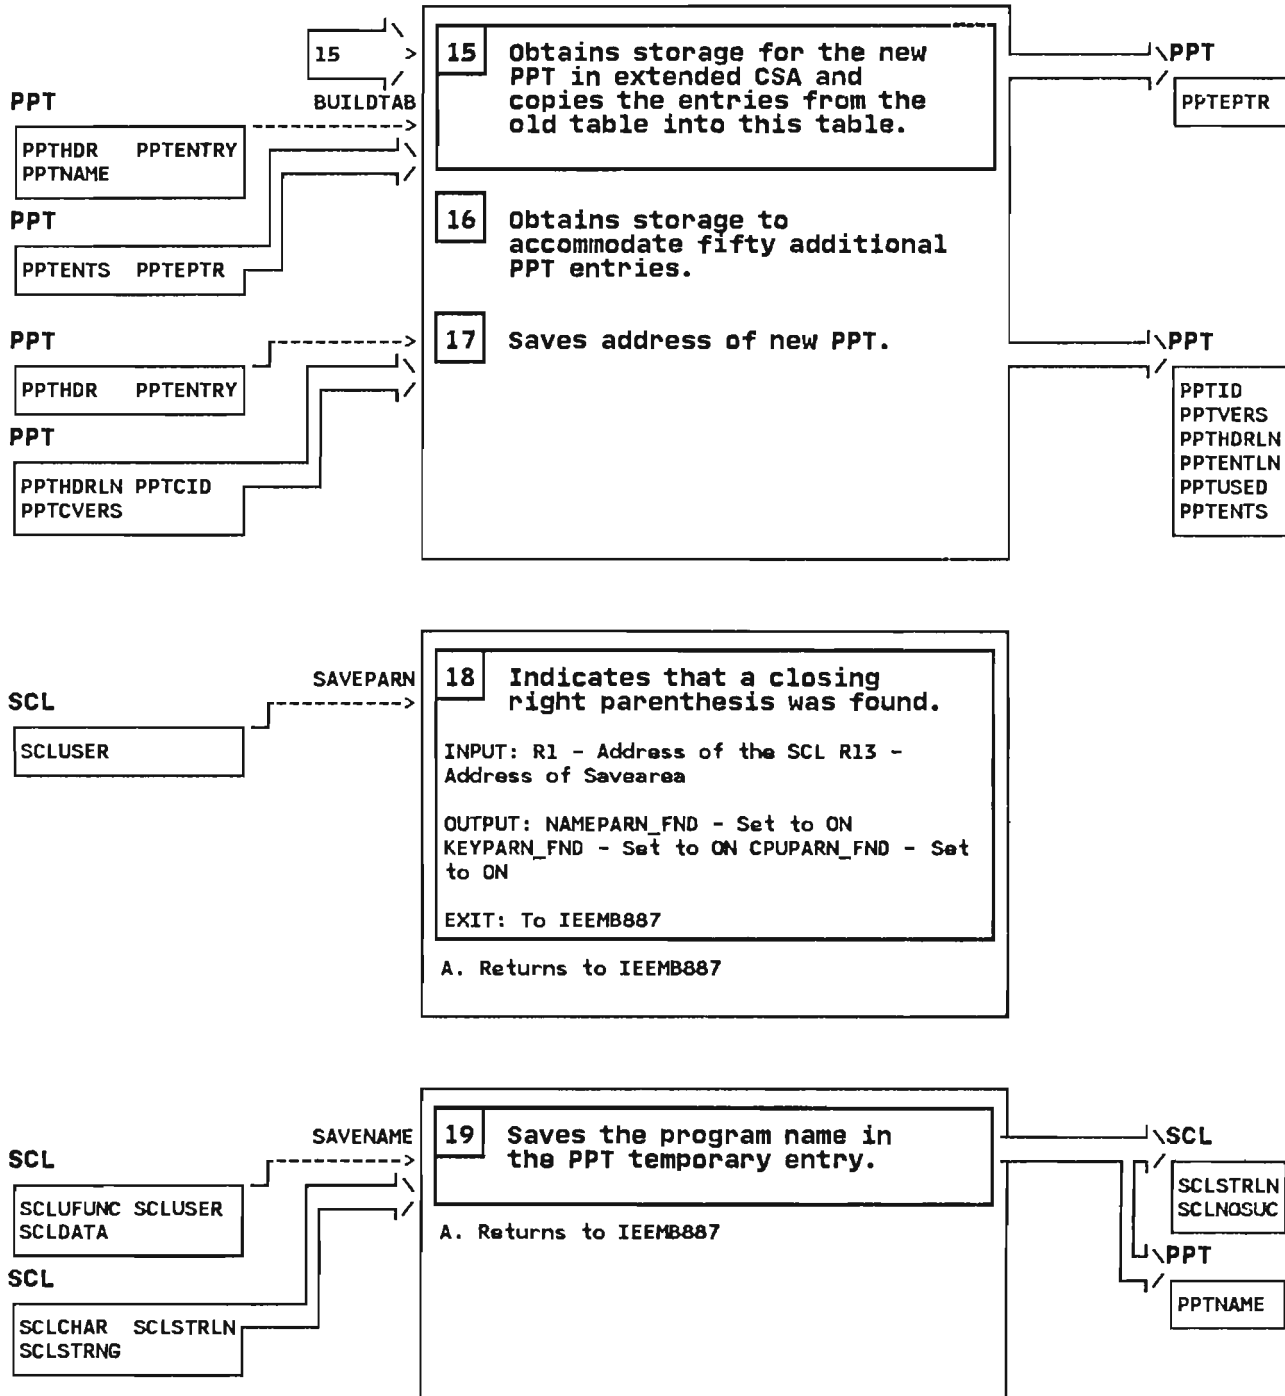 15
15 Obtains storage for the new
PPT in extended CSA and
copies the entries from the
old table into this table.
PPT
PPTEPTR
PPT
BUILDTAB
PPTHDR PPTENTRY
PPTNAME
PPT
PPTENTS PPTEPTR
16 Obtains storage to
accommodate fifty additional
PPT entries.
PPT
PPTHDR PPTENTRY
PPT
PPTHDRLN PPTCID
PPTCVERS
17 Saves address of new PPT.
PPT
PPTID
PPTVERS
PPTHDRLN
PPTENTLN
PPTUSED
PPTENTS
SAVEPARN
SCL
SCLUSER
18 Indicates that a closing
right parenthesis was found.
INPUT: R1 - Address of the SCL R13 -
Address of Savearea
OUTPUT: NAMEPARN_FND - Set to ON
KEYPARN_FND - Set to ON CPUPARN_FND - Set
to ON
EXIT: To IEEMB887
A. Returns to IEEMB887
SAVENAME
SCL
SCLUFUNC SCLUSER
SCLDATA
SCL
SCLCHAR SCLSTRLN
SCLSTRNG
19 Saves the program name in
the PPT temporary entry.
A. Returns to IEEMB887
SCL
SCLSTRLN
SCLNOSUC
PPT
PPTNAME